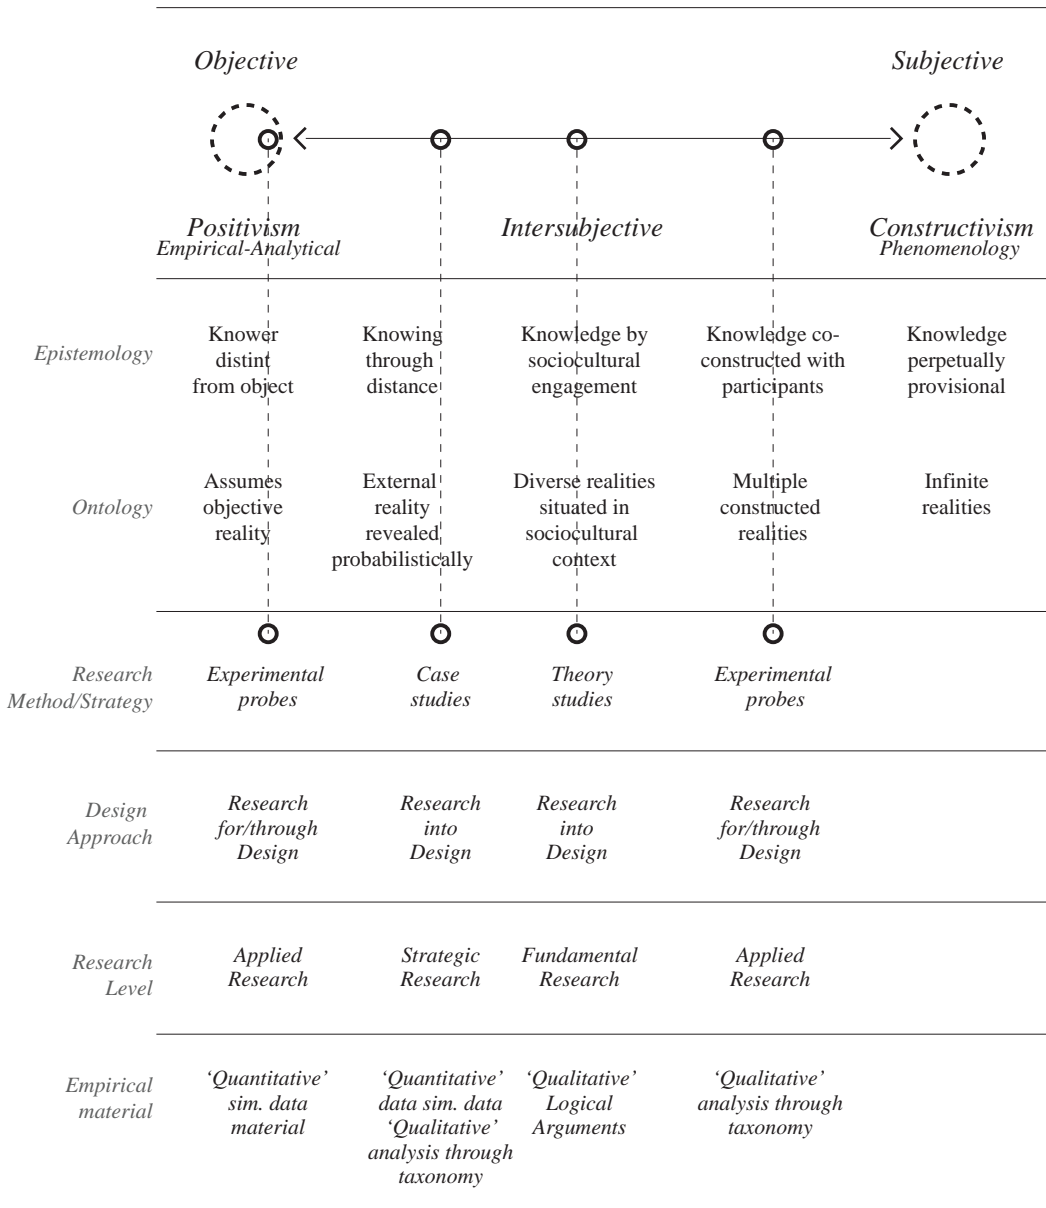 Objective
Subjective
Positivism
Empirical-Analytical
Intersubjective
Constructivism
Phenomenology
Epistemology
Knower
distint
from object
Knowing
through
distance
Knowledge by
sociocultural
engagement
Knowledge co-
constructed with
participants
Knowledge
perpetually
provisional
Ontology
Assumes
objective
reality
External
reality
revealed
probabilistically
Diverse realities
situated in
sociocultural
context
Multiple
constructed
realities
Infinite
realities
Research
Method/Strategy
Experimental
probes
Case
studies
Theory
studies
Experimental
probes
Design
Approach
Research
for/through
Design
Research
into
Design
Research
into
Design
Research
for/through
Design
Research
Level
Applied
Research
Strategic
Research
Fundamental
Research
Applied
Research
Empirical
material
‘Quantitative’
sim. data
material
‘Quantitative’
data sim. data
‘Qualitative’
analysis through
taxonomy
‘Qualitative’
Logical
Arguments
‘Qualitative’
analysis through
taxonomy